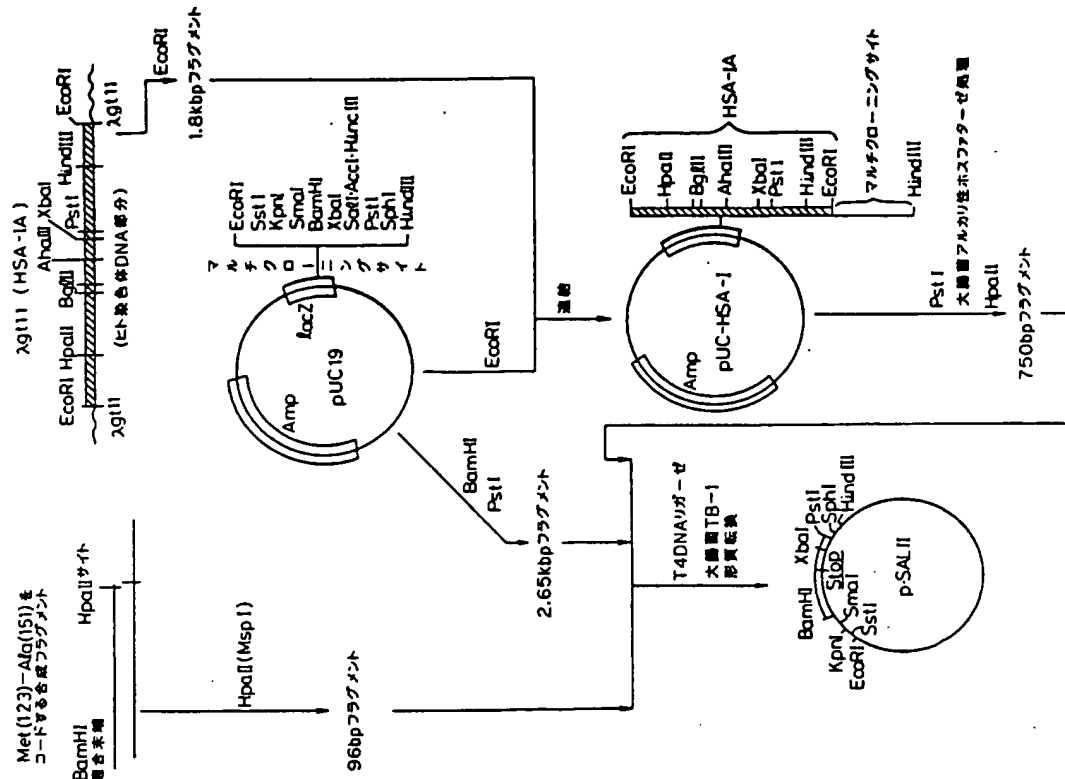 Met(123)-Ala(151)を
コードする合成フラグメント
BamHI
HpaIIサイト
HpaII(MspI)
96bpフラグメント
λgt11 (HSA-IA)
EcoRI
HpaII
BglII
AhaIII
XbaI
PstI
HindIII
EcoRI
λgt11
(ヒト染色体DNA部分)
λgt11
EcoRI
1.8kbpフラグメント
Amp
pUC19
lacZ
マルチクローニングサイト
EcoRI
SstI
KpnI
SmaI
BamHI
XbaI
SalI·AccI·HincIII
PstI
SphI
HindIII
BamHI
PstI
2.65kbpフラグメント
EcoRI
連結
Amp
pUC-HSA-I
HSA-IA
EcoRI
HpaII
BglII
AhaIII
XbaI
PstI
HindIII
EcoRI
マルチクローニングサイト
HindIII
PstI
大腸菌アルカリ性ホスファターゼ処理
HpaII
750bpフラグメント
T4DNAリガーゼ
大腸菌TB-1
形質転換
BamHI
XbaI
PstI
SphI
HindIII
Stop
SmaI
KpnI
SstI
EcoRI
p-SALII